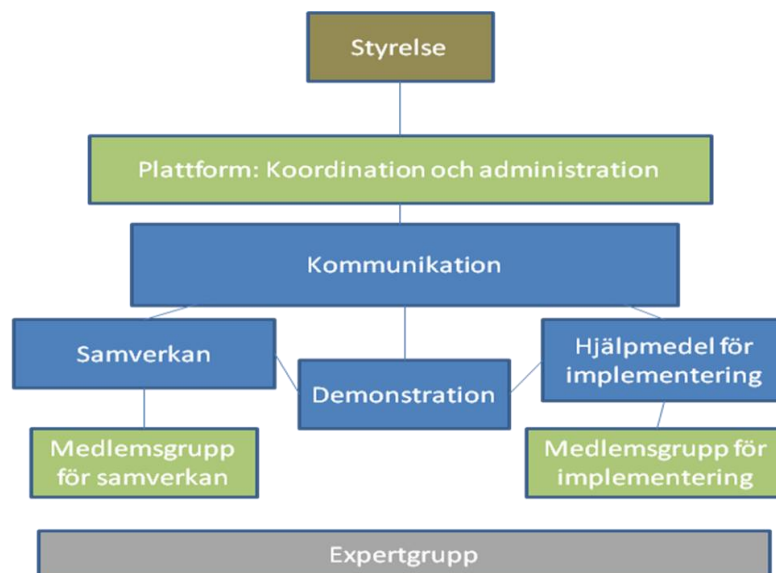 Styrelse
Plattform: Koordination och administration
Kommunikation
Samverkan
Demonstration
Hjälpmedel för
implementering
Medlemsgrupp
för samverkan
Medlemsgrupp för
implementering
Expertgrupp